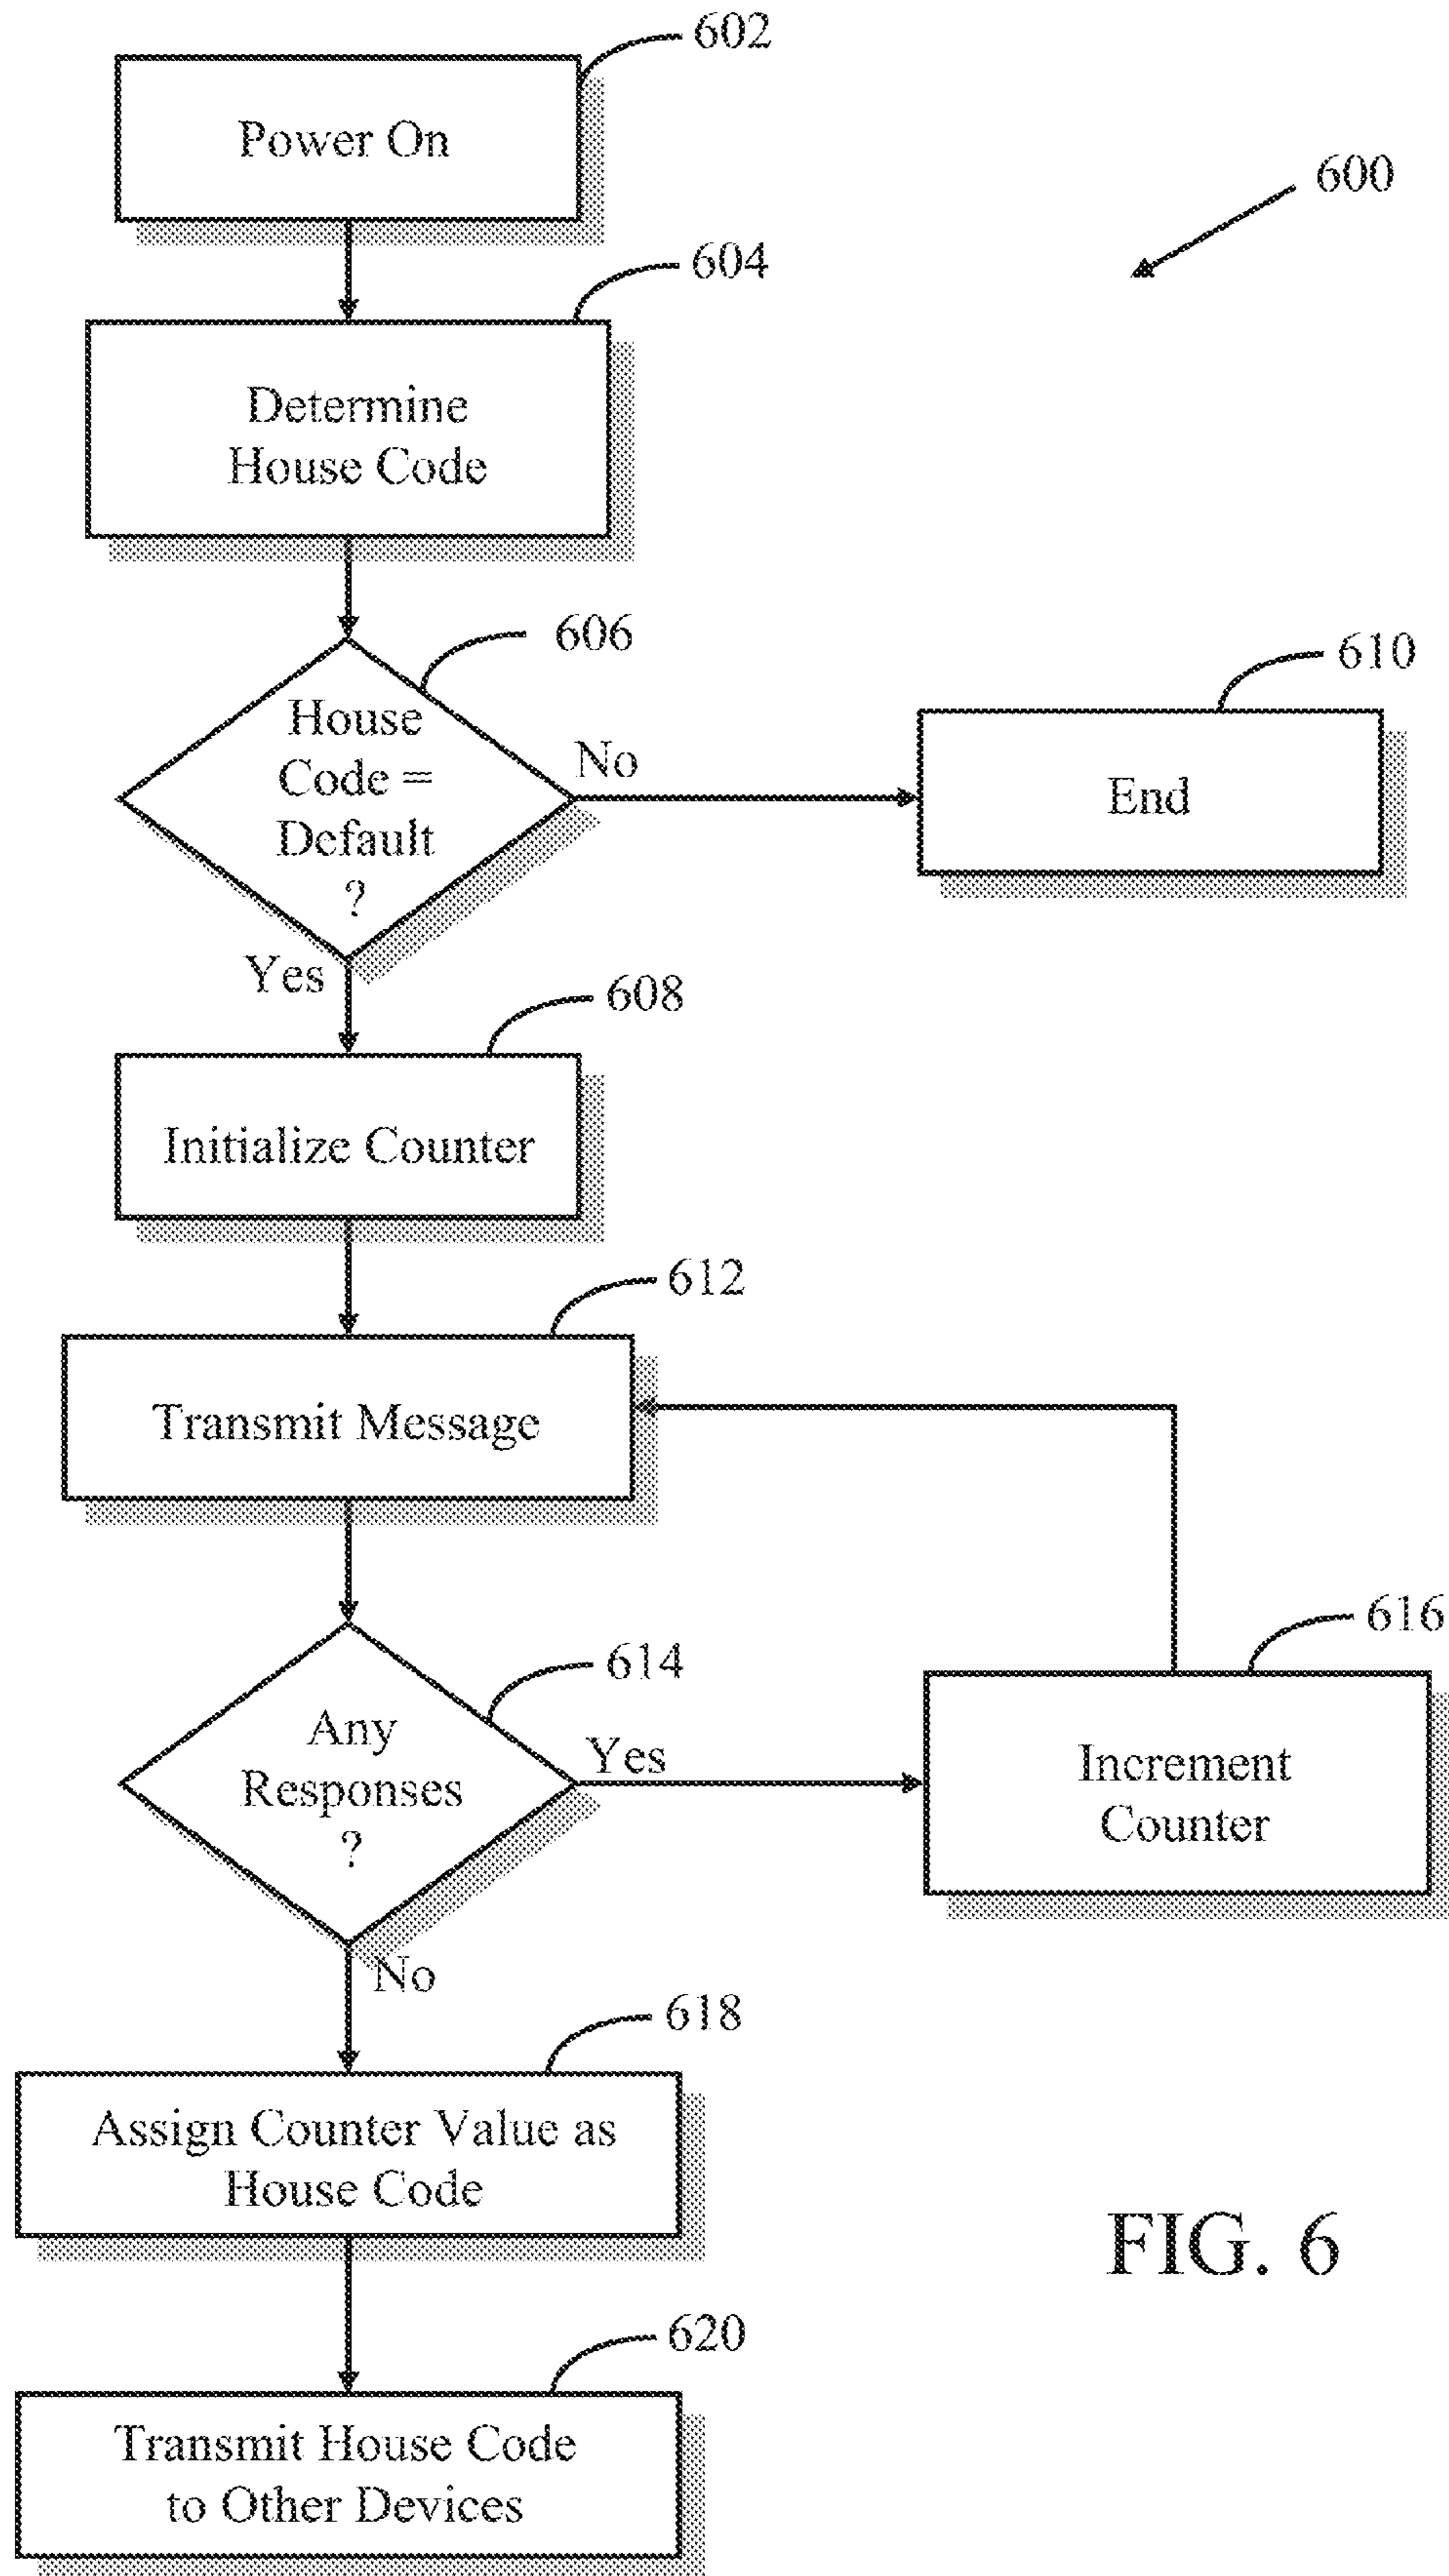 602
Power On
600
604
Determine
House Code
606
House
Code =
Default
?
No
610
End
Yes
608
Initialize Counter
612
Transmit Message
614
Any
Responses
?
Yes
616
Increment
Counter
No
618
Assign Counter Value as
House Code
FIG. 6
620
Transmit House Code
to Other Devices